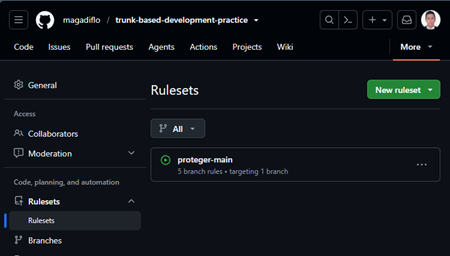 magadiflo / trunk-based-development-practice
Code Issues Pull requests Agents Actions Projects Wiki More
General
Rulesets
New ruleset
Access
All
Collaborators
Moderation
proteger-main
5 branch rules • targeting 1 branch
Code, planning, and automation
Rulesets
Rulesets
Branches